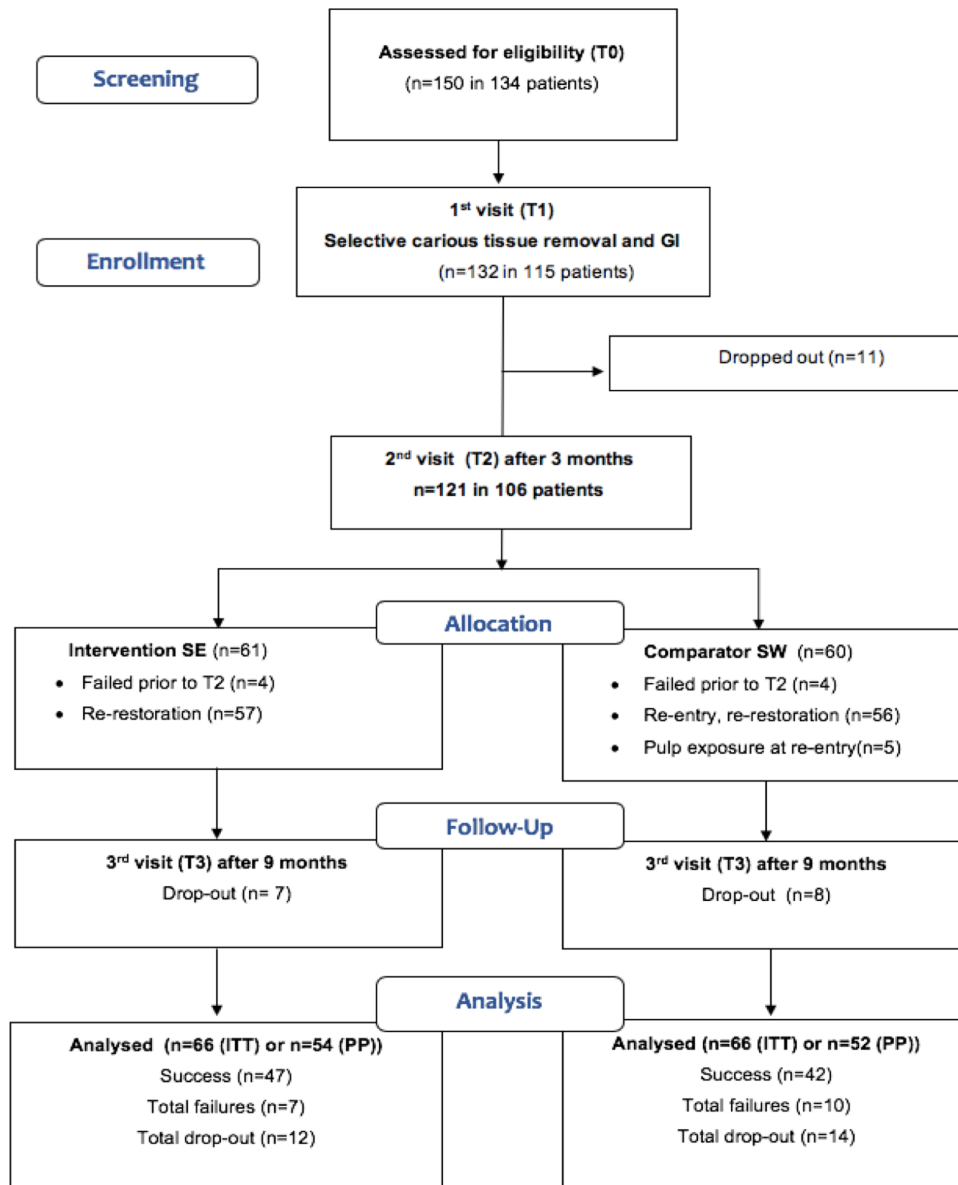 Screening
Assessed for eligibility (T0)
(n=150 in 134 patients)
Enrollment
1st visit (T1)
Selective carious tissue removal and GI
(n=132 in 115 patients)
Dropped out (n=11)
2nd visit (T2) after 3 months
n=121 in 106 patients
Allocation
Intervention SE (n=61)
• Failed prior to T2 (n=4)
• Re-restoration (n=57)
Comparator SW (n=60)
• Failed prior to T2 (n=4)
• Re-entry, re-restoration (n=56)
• Pulp exposure at re-entry(n=5)
Follow-Up
3rd visit (T3) after 9 months
Drop-out (n= 7)
3rd visit (T3) after 9 months
Drop-out (n=8)
Analysis
Analysed (n=66 (ITT) or n=54 (PP))
Success (n=47)
Total failures (n=7)
Total drop-out (n=12)
Analysed (n=66 (ITT) or n=52 (PP))
Success (n=42)
Total failures (n=10)
Total drop-out (n=14)